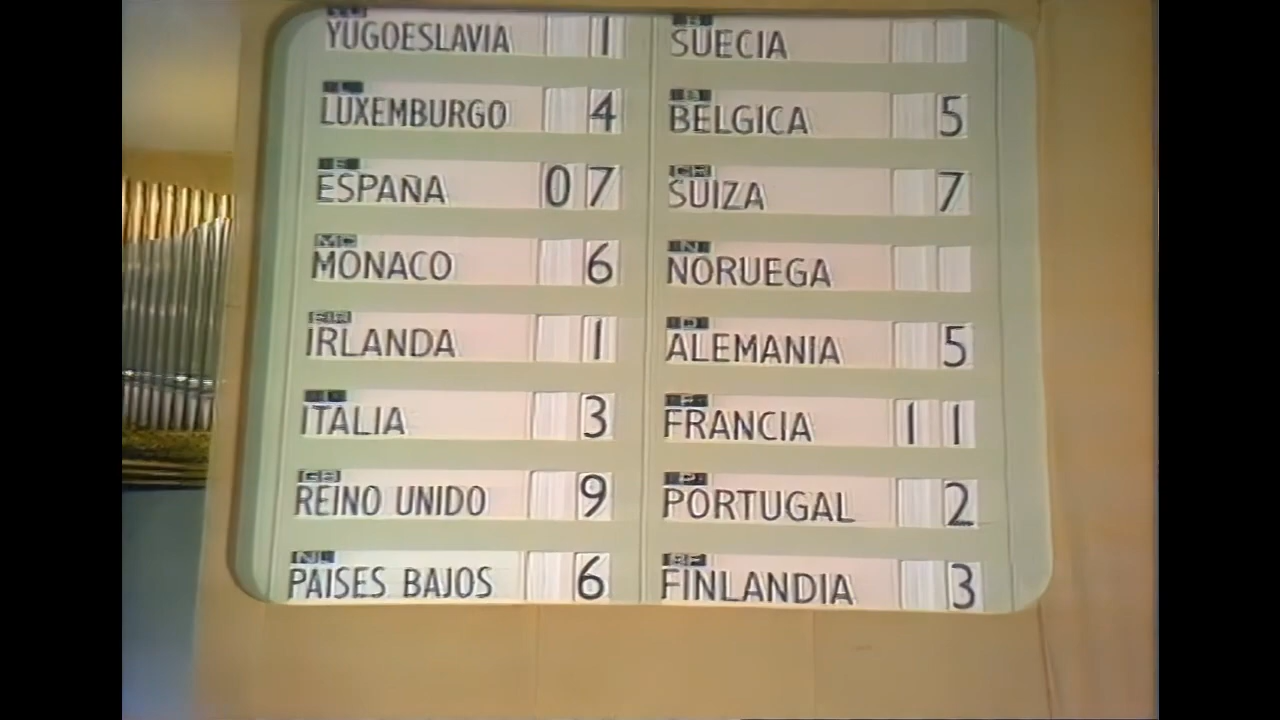 YUGOESLAVIA 1
L
LUXEMBURGO 4
E
ESPAÑA 07
MC
MONACO 6
EIR
IRLANDA 1
I
ITALIA 3
GB
REINO UNIDO 9
NL
PAISES BAJOS 6
SUECIA
B
BELGICA 5
CH
SUIZA 7
N
NORUEGA
D
ALEMANIA 5
F
FRANCIA 11
P
PORTUGAL 2
SF
FINLANDIA 3